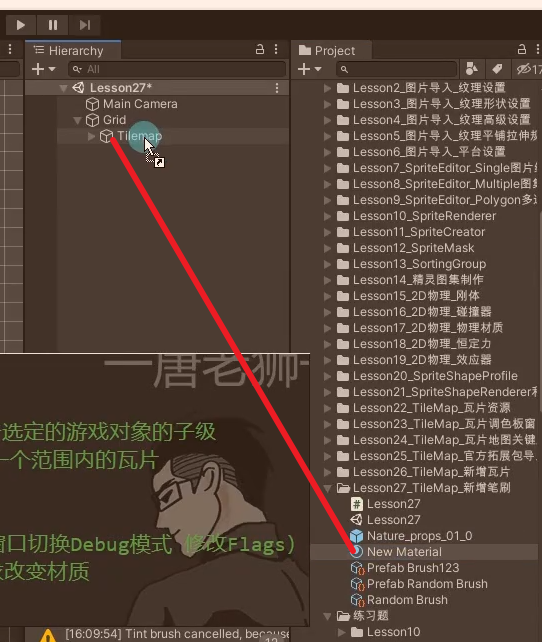 Hierarchy
Project
All
17
Lesson27*
Main Camera
Grid
Tilemap
Lesson2_图片导入_纹理设置
Lesson3_图片导入_纹理形状设置
Lesson4_图片导入_纹理高级设置
Lesson5_图片导入_纹理平铺拉伸
Lesson6_图片导入_平台设置
Lesson7_SpriteEditor_Single图片
Lesson8_SpriteEditor_Multiple图
Lesson9_SpriteEditor_Polygon多
Lesson10_SpriteRenderer
Lesson11_SpriteCreator
Lesson12_SpriteMask
Lesson13_SortingGroup
Lesson14_精灵图集制作
Lesson15_2D物理_刚体
Lesson16_2D物理_碰撞器
Lesson17_2D物理_物理材质
Lesson18_2D物理_恒定力
Lesson19_2D物理_效应器
Lesson20_SpriteShapeProfile
Lesson21_SpriteShapeRenderer
Lesson22_TileMap_瓦片资源
Lesson23_TileMap_瓦片调色板窗
Lesson24_TileMap_瓦片地图关键
Lesson25_TileMap_官方拓展包导
Lesson26_TileMap_新增瓦片
Lesson27_TileMap_新增笔刷
Lesson27
Lesson27
Nature_props_01_0
New Material
Prefab Brush123
Prefab Random Brush
Random Brush
练习题
Lesson10
一唐老狮
选定的游戏对象的子级
一个范围内的瓦片
窗口切换Debug模式 修改Flags)
改变材质
[16:09:54] Tint brush cancelled, because